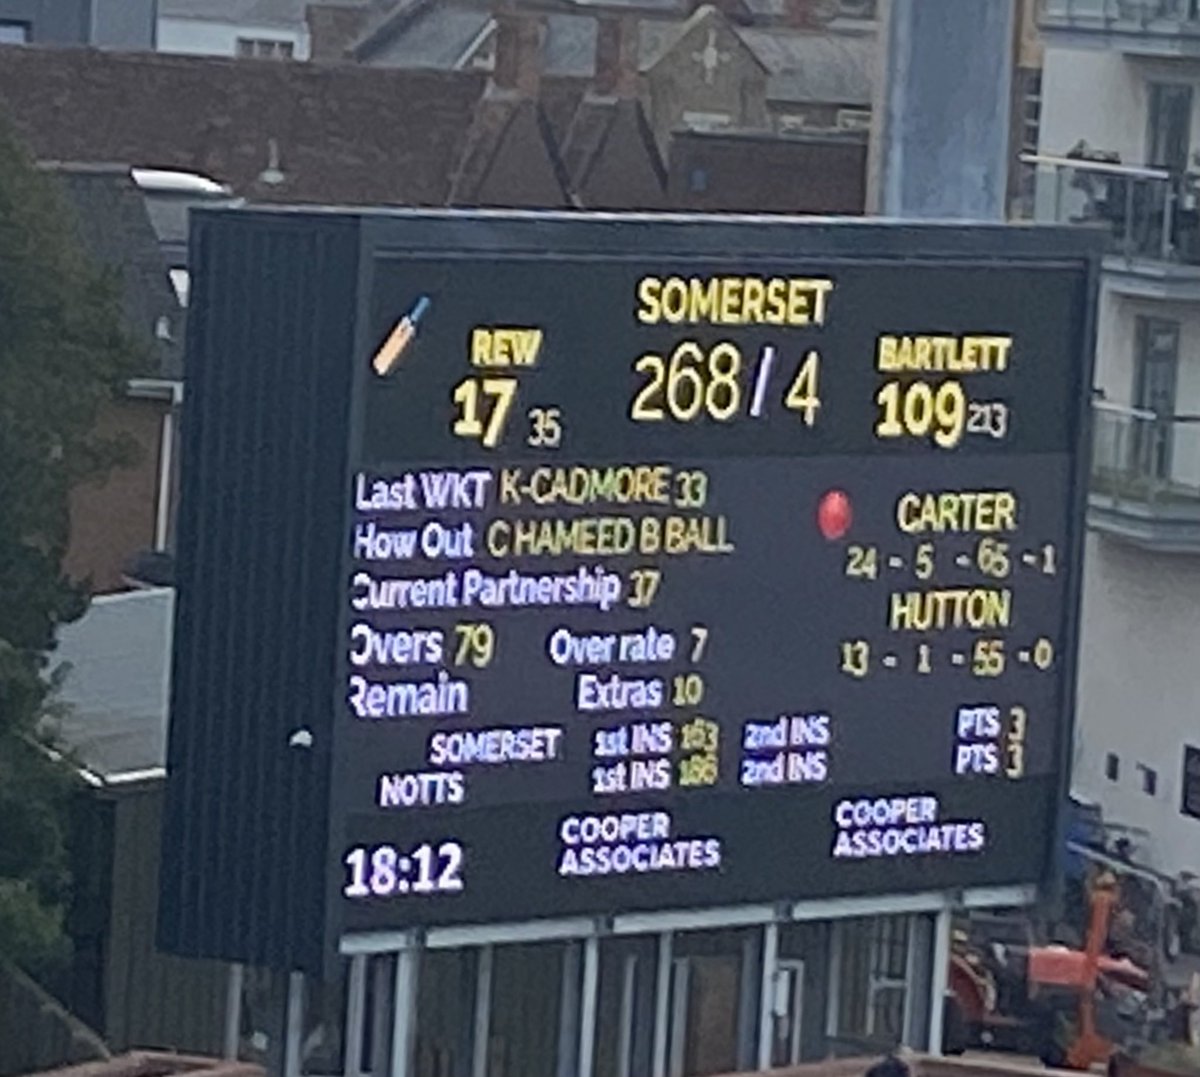 SOMERSET
REW 268/4 BARTLETT
17 35 109 213
Last WKT K-CADMORE 33
How Out C HAMEED B BALL
CARTER
24 - 5 - 65 - 1
Current Partnership 37
HUTTON
Overs 79 Over rate 7
13 - 1 - 55 - 0
Remain Extras 10
SOMERSET 1st INS 163 2nd INS PTS 3
NOTTS 1st INS 186 2nd INS PTS 3
18:12
COOPER
ASSOCIATES
COOPER
ASSOCIATES